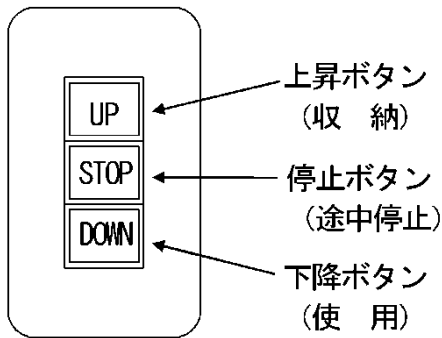 UP
上昇ボタン
（収　納）
STOP
停止ボタン
（途中停止）
DOWN
下降ボタン
（使　用）